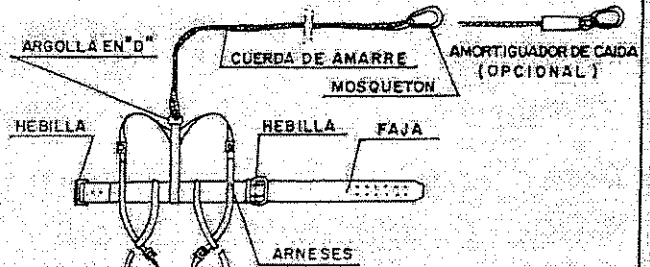 ARGOLLA EN "D"
CUERDA DE AMARRE
MOSQUETON
AMORTIGUADOR DE CAIDA
(OPCIONAL)
HEBILLA
HEBILLA
FAJA
ARNESES